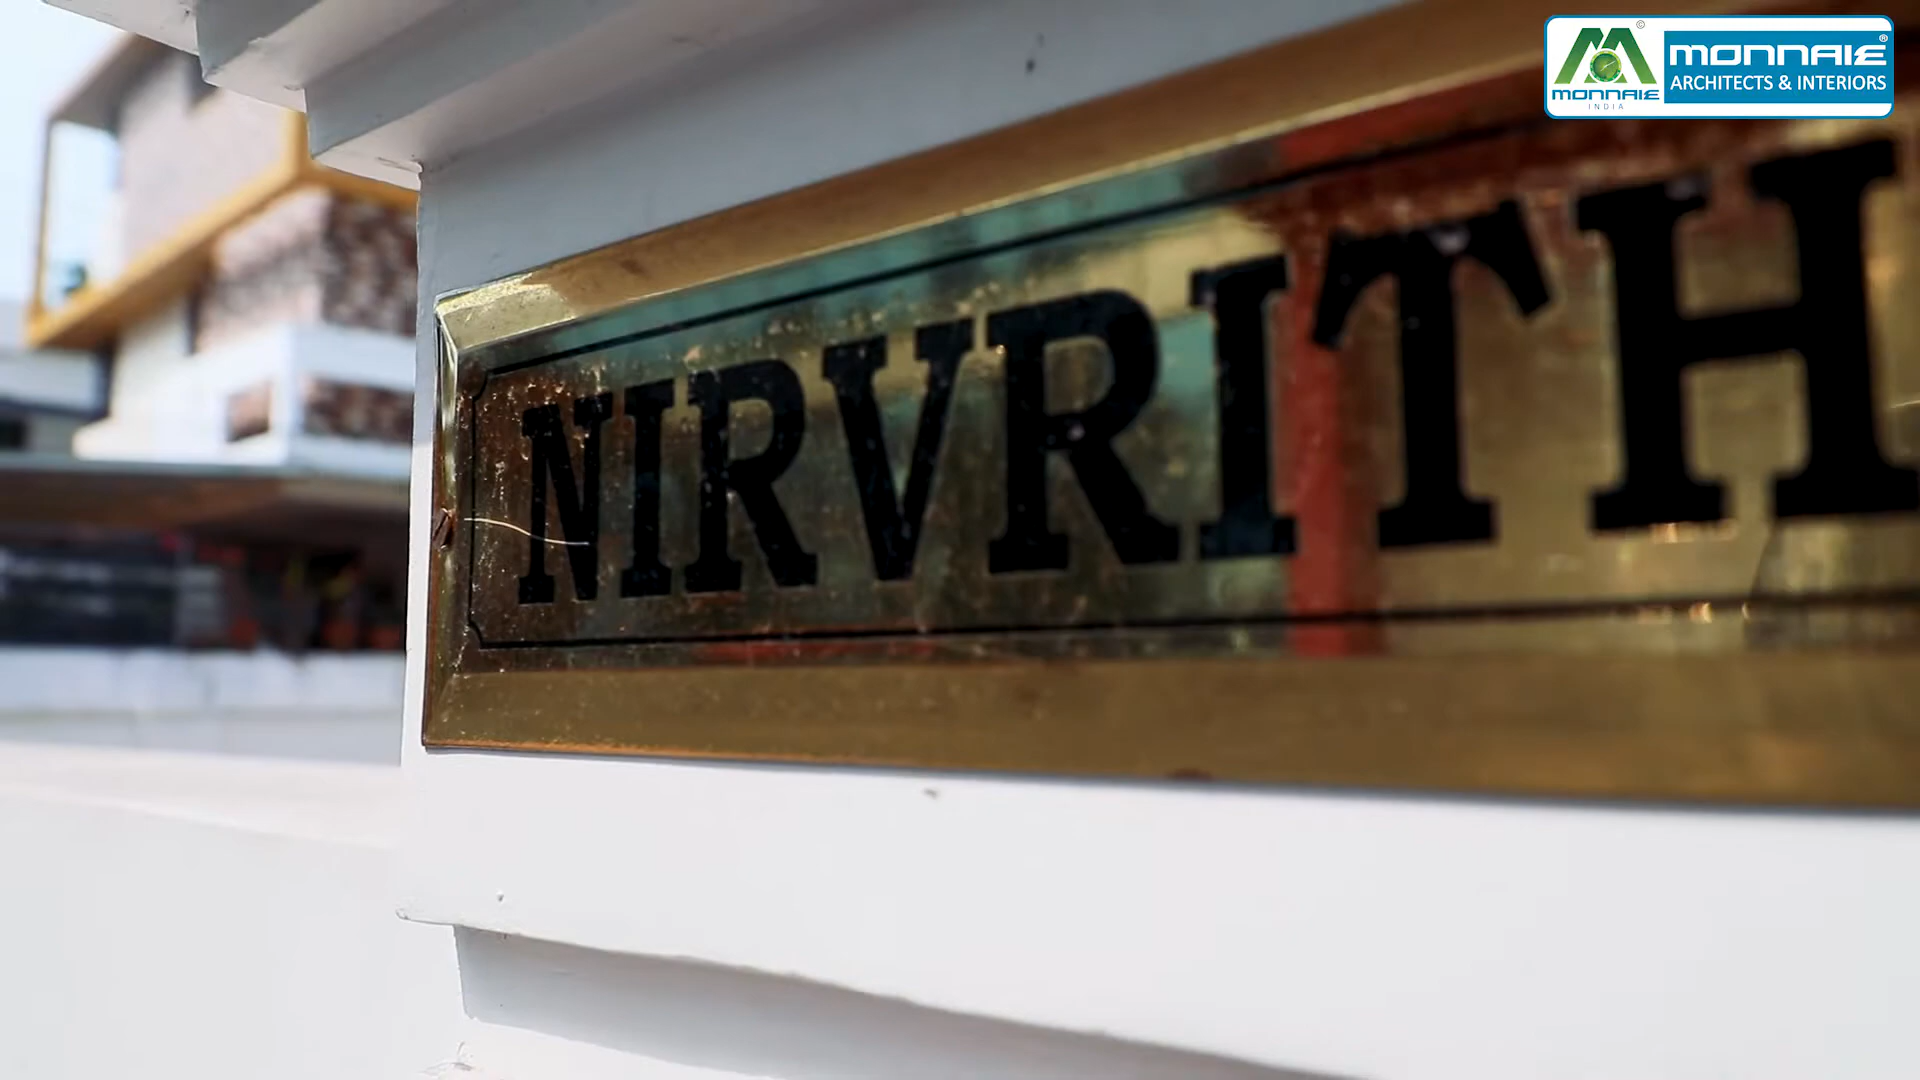 MONNAIE
ARCHITECTS & INTERIORS
MONNAIE
INDIA
NIRVRITH